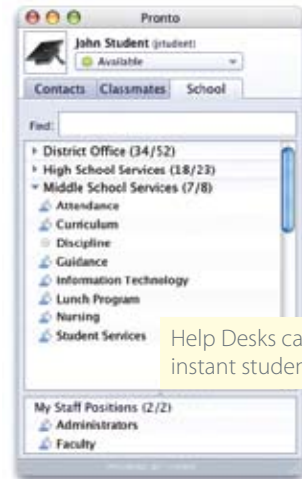 Pronto
John Student (jstudent)
Available
Contacts Classmates School
Find:
District Office (34/52)
High School Services (18/23)
Middle School Services (7/8)
Attendance
Curriculum
Discipline
Guidance
Information Technology
Lunch Program
Nursing
Student Services
Help Desks ca
instant studen
My Staff Positions (2/2)
Administrators
Faculty